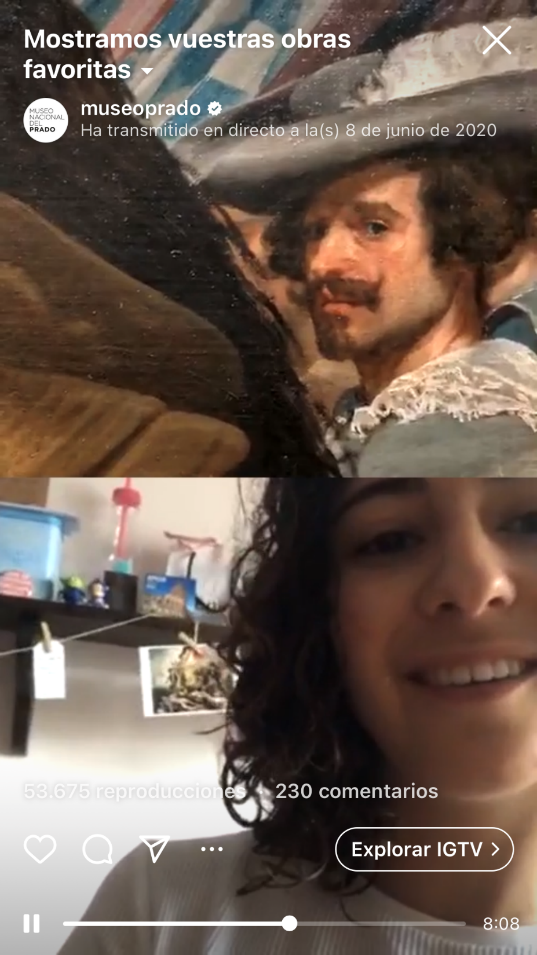 Mostramos vuestras obras
favoritas
MUSEO
NACIONAL
DEL
PRADO
museoprado
Ha transmitido en directo a la(s) 8 de junio de 2020
53.675 reproducciones · 230 comentarios
Explorar IGTV >
8:08